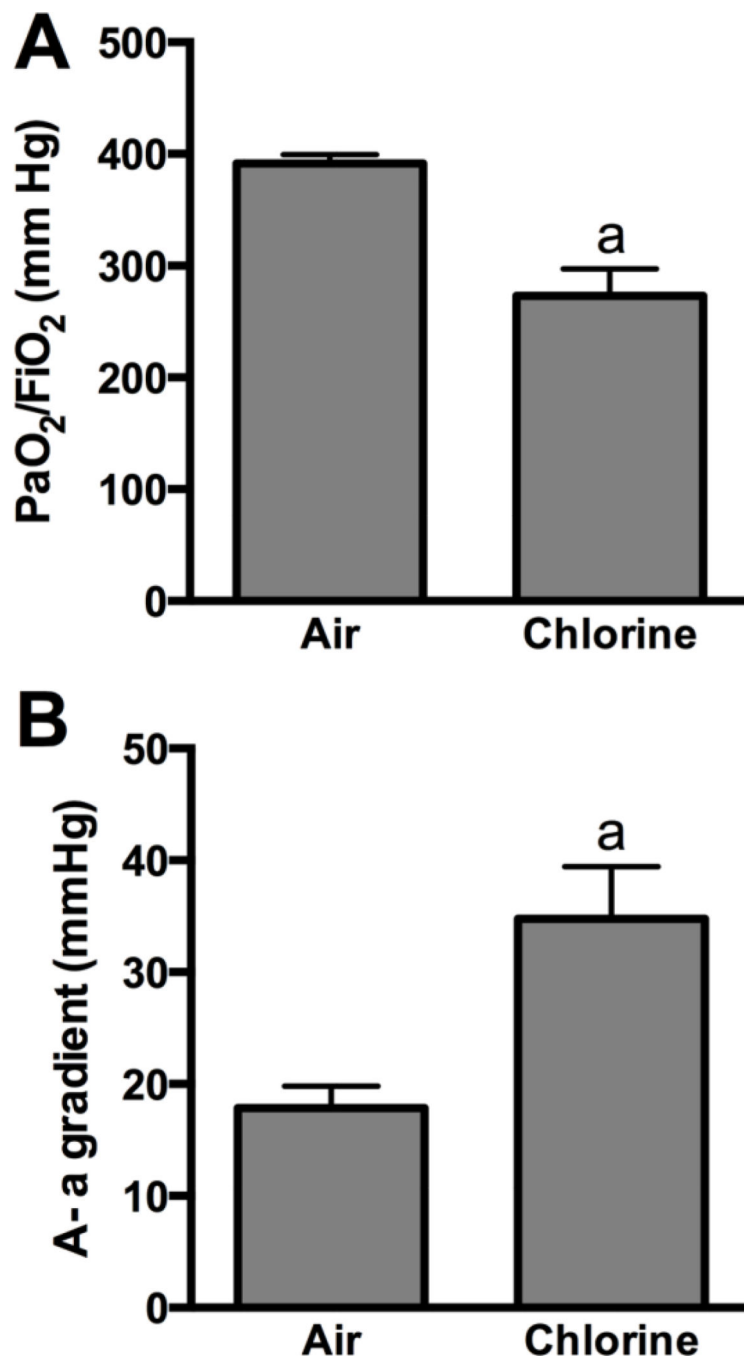 A
PaO₂/FiO₂ (mm Hg)
500
400
300
200
100
0
a
Air
Chlorine
B
A- a gradient (mmHg)
50
40
30
20
10
0
a
Air
Chlorine